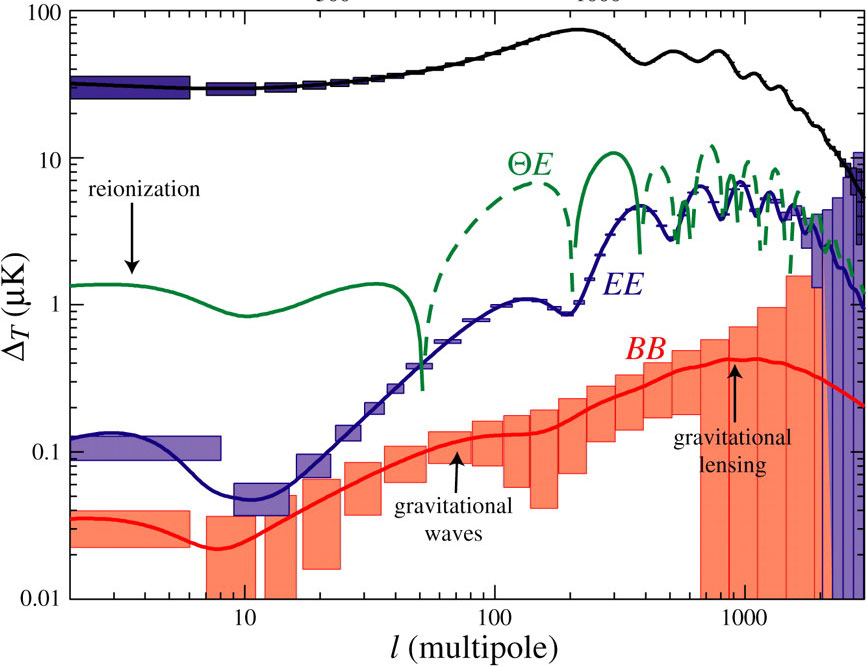 100
10
1
0.1
0.01
Δ_T (μK)
reionization
ΘE
EE
BB
gravitational
waves
gravitational
lensing
10
100
1000
l (multipole)